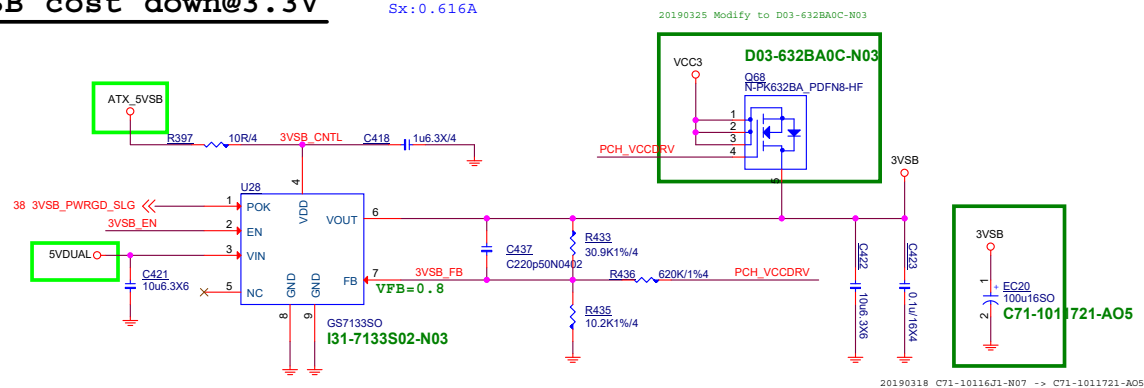 SB cost down@3.3V
Sx:0.616A
20190325 Modify to D03-632BA0C-N03
D03-632BA0C-N03
VCC3
Q68
N-PK632BA_PDFN8-HF
1
2
3
4
PCH_VCCDRV
5
ATX_5VSB
R397
10R/4
3VSB_CNTL
C418
1u6.3X/4
3VSB
4
U28
VDD
38 3VSB_PWRGD_SLG
1
POK
VOUT
6
3VSB_EN
2
EN
5VDUAL
3
VIN
C437
C220p50N0402
R433
30.9K1%/4
C421
10u6.3X6
5
NC
GND
GND
FB
7
3VSB_FB
VFB=0.8
R436
620K/1%4
PCH_VCCDRV
R435
10.2K1%/4
C422
10u6.3X6
C423
0.1u/16X4
8
9
GS7133SO
I31-7133S02-N03
3VSB
1
+
EC20
100u16SO
2
C71-1011721-AO5
20190318 C71-10116J1-N07 -> C71-1011721-AO5